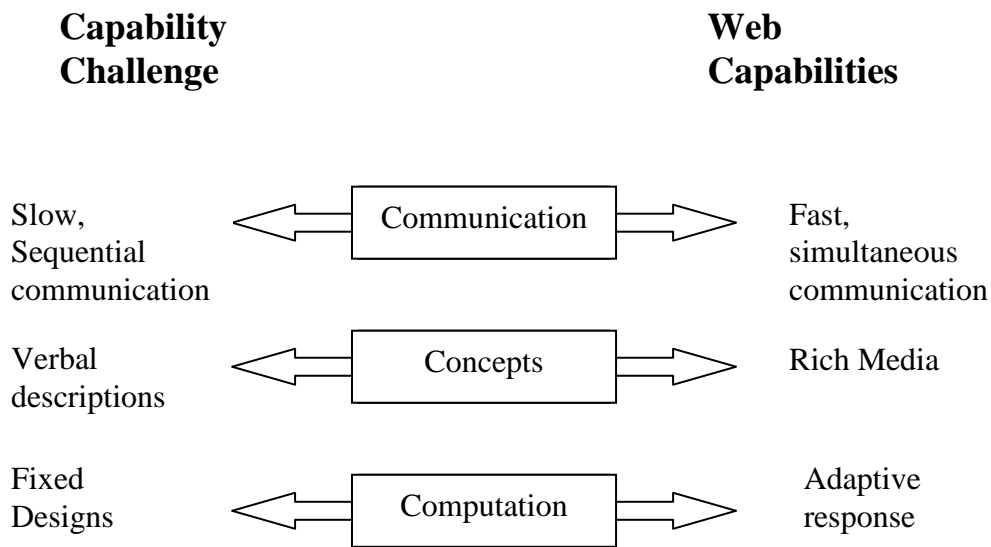 Capability
Challenge
Web
Capabilities
Slow,
Sequential
communication
Communication
Fast,
simultaneous
communication
Verbal
descriptions
Concepts
Rich Media
Fixed
Designs
Computation
Adaptive
response